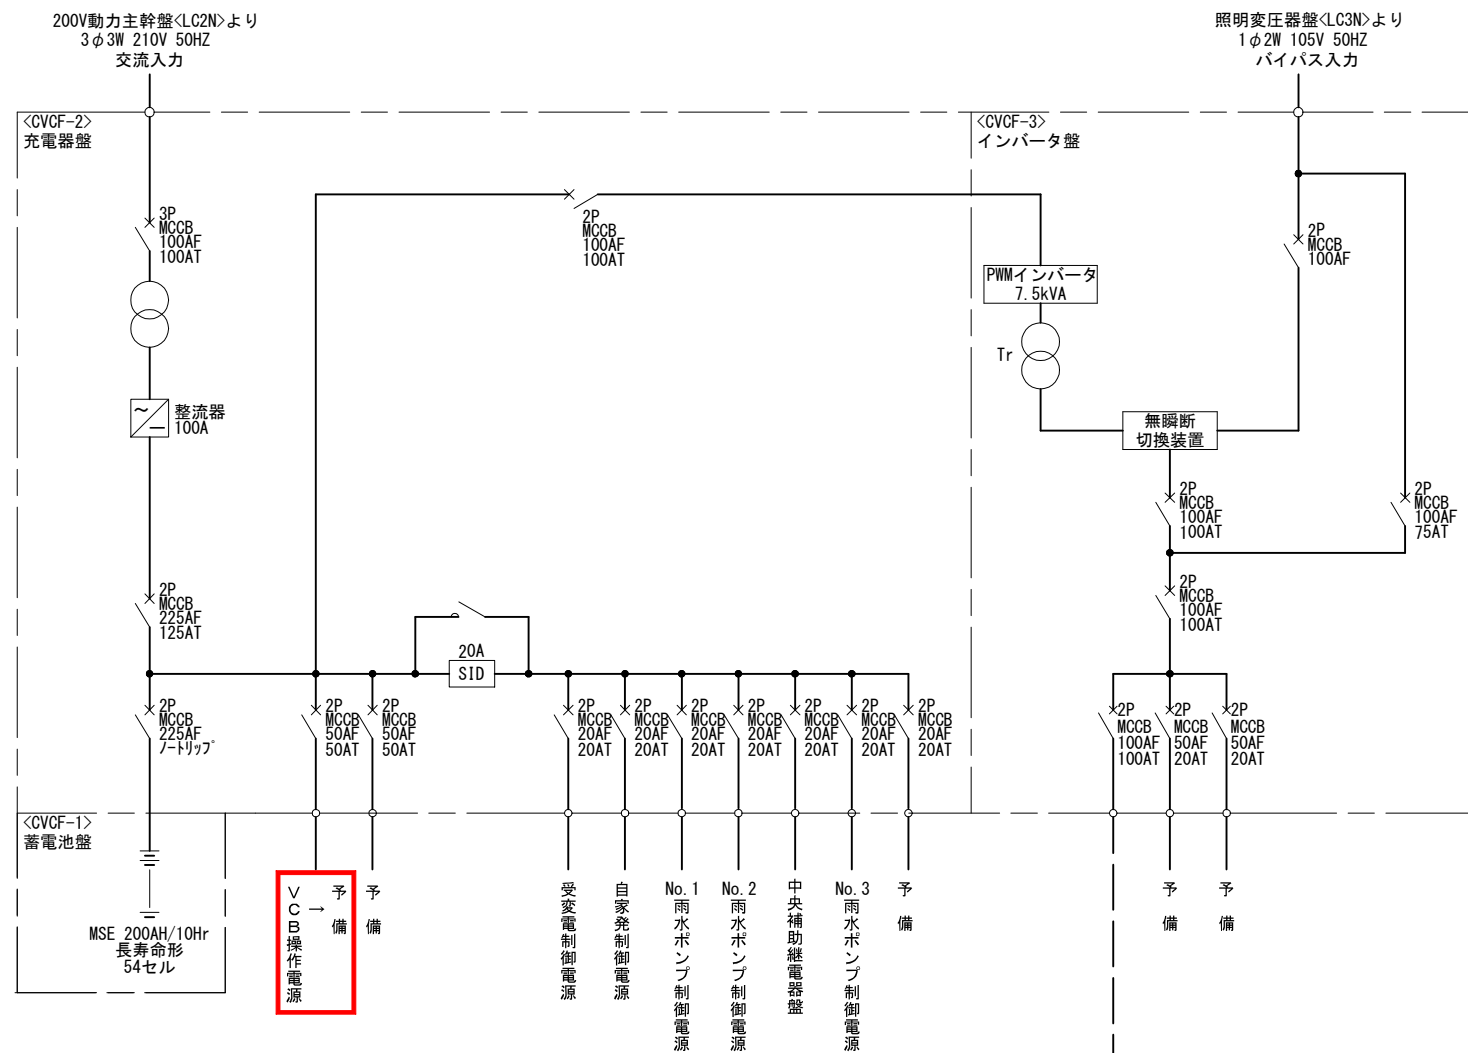 200V動力主幹盤<LC2N>より
3φ3W 210V 50HZ
交流入力
照明変圧器盤<LC3N>より
1φ2W 105V 50HZ
バイパス入力
<CVCF-2>
充電器盤
<CVCF-3>
インバータ盤
3P
MCCB
100AF
100AT
2P
MCCB
100AF
100AT
2P
MCCB
100AF
PWMインバータ
7.5kVA
Tr
整流器
100A
無瞬断
切換装置
2P
MCCB
100AF
100AT
2P
MCCB
100AF
75AT
2P
MCCB
225AF
125AT
2P
MCCB
100AF
100AT
20A
SID
2P
MCCB
225AF
ノートリップ
2P
MCCB
50AF
50AT
2P
MCCB
50AF
50AT
2P
MCCB
20AF
20AT
2P
MCCB
20AF
20AT
2P
MCCB
20AF
20AT
2P
MCCB
20AF
20AT
2P
MCCB
20AF
20AT
2P
MCCB
20AF
20AT
2P
MCCB
20AF
20AT
2P
MCCB
100AF
100AT
2P
MCCB
50AF
20AT
2P
MCCB
50AF
20AT
<CVCF-1>
蓄電池盤
MSE 200AH/10Hr
長寿命形
54セル
VCB操作電源
→
予備
予備
受変電制御電源
自家発制御電源
No.1
雨水ポンプ制御電源
No.2
雨水ポンプ制御電源
中央補助継電器盤
No.3
雨水ポンプ制御電源
予備
予備
予備